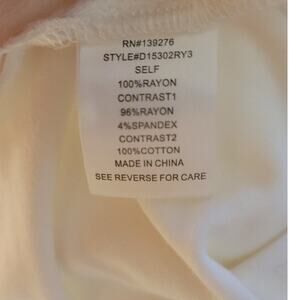 RN#139276
STYLE#D15302RY3
SELF
100%RAYON
CONTRAST1
96%RAYON
4%SPANDEX
CONTRAST2
100%COTTON
MADE IN CHINA
SEE REVERSE FOR CARE